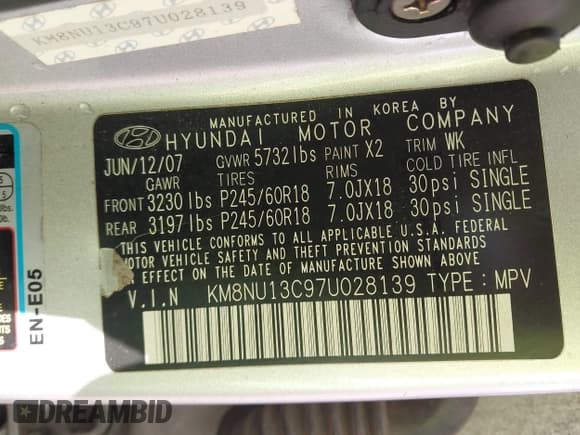 KM8NU13C97U028139
MANUFACTURED IN KOREA BY
HYUNDAI MOTOR COMPANY
JUN/12/07 GVWR 5732lbs PAINT X2 TRIM WK
GAWR TIRES RIMS COLD TIRE INFL
FRONT 3230lbs P245/60R18 7.0JX18 30psi SINGLE
REAR 3197lbs P245/60R18 7.0JX18 30psi SINGLE
THIS VEHICLE CONFORMS TO ALL APPLICABLE U.S.A. FEDERAL
MOTOR VEHICLE SAFETY AND THEFT PREVENTION STANDARDS
EFFECT ON THE DATE OF MANUFACTURE SHOWN ABOVE.
V.I.N KM8NU13C97U028139 TYPE: MPV
EN-E05
DREAMBID